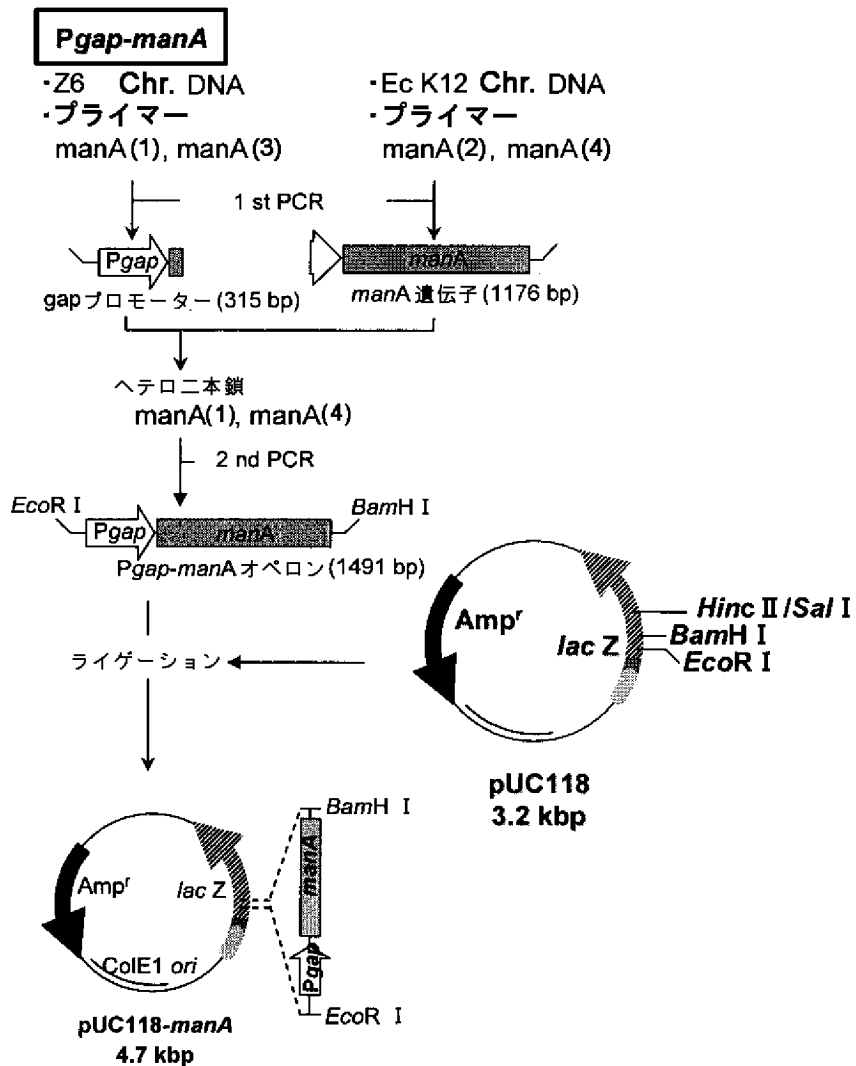 Pgap-manA
・Z6 Chr. DNA
・プライマー
manA(1), manA(3)
・Ec K12 Chr. DNA
・プライマー
manA(2), manA(4)
1 st PCR
Pgap
manA
gapプロモーター(315 bp)
manA遺伝子(1176 bp)
ヘテロ二本鎖
manA(1), manA(4)
2 nd PCR
EcoR I
Pgap
manA
BamH I
Pgap-manAオペロン(1491 bp)
ライゲーション
Ampʳ
lac Z
Hinc Ⅱ/Sal I
BamH I
EcoR I
pUC118
3.2 kbp
Ampʳ
lac Z
ColE1 ori
BamH I
manA
Pgap
EcoR I
pUC118-manA
4.7 kbp